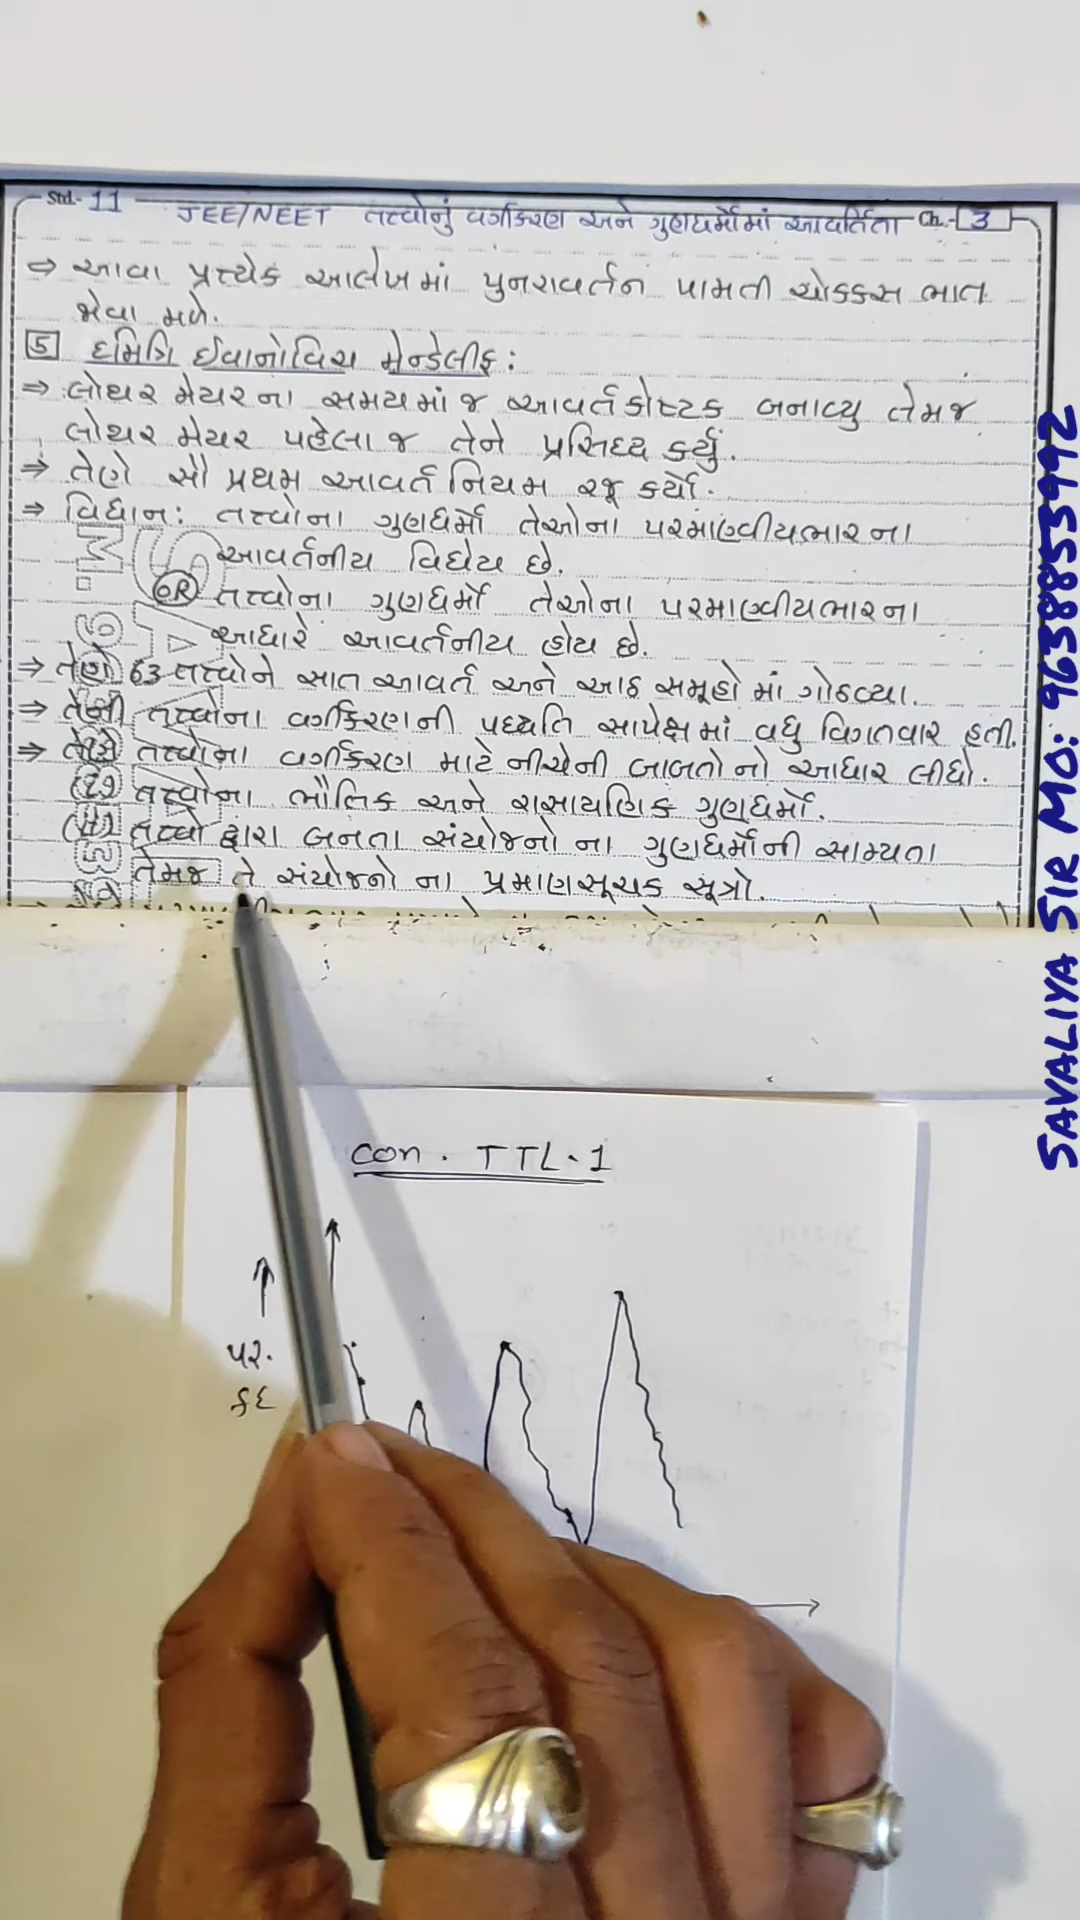 Std.- 11 JEE/NEET તત્ત્વોનું વર્ગીકરણ અને ગુણધર્મોમાં આવર્તિતા Ch.- 3
⇒ આવા પ્રત્યેક આલેખમાં પુનરાવર્તન પામતી ચોકકસ ભાત
જોવા મળે.
5 દમિત્રિ ઈવાનોવિચ મેન્ડેલીફ :
⇒ લોથર મેયરના સમયમાં જ આવર્તકોષ્ટક બનાવ્યુ તેમજ
લોથર મેયર પહેલા જ તેને પ્રસિધ્ધ કર્યું.
⇒ તેણે સૌ પ્રથમ આવર્ત નિયમ રજૂ કર્યો.
⇒ વિધાન: તત્ત્વોના ગુણધર્મો તેઓના પરમાણ્વીયભારના
આવર્તનીય વિધેય છે.
OR તત્ત્વોના ગુણધર્મો તેઓના પરમાણ્વીયભારના
આધારે આવર્તનીય હોય છે.
⇒ તેણે 63 તત્ત્વોને સાત આવર્ત અને આઠ સમૂહો માં ગોઠવ્યા.
⇒ તેની તત્ત્વોના વર્ગીકરણની પધ્ધતિ સાપેક્ષમાં વધુ વિગતવાર હતી.
⇒ તેણે તત્ત્વોના વર્ગીકરણ માટે નીચેની બાબતો નો આધાર લીધો.
તત્ત્વોના ભૌતિક અને રાસાયણિક ગુણધર્મો.
તત્ત્વો દ્વારા બનતા સંયોજનો ના ગુણધર્મોની સામ્યતા
તેમજ તે સંયોજનો ના પ્રમાણસૂચક સૂત્રો.
SAVALIYA SIR MO: 9638853992
con. TTL-1
પર.
કદ